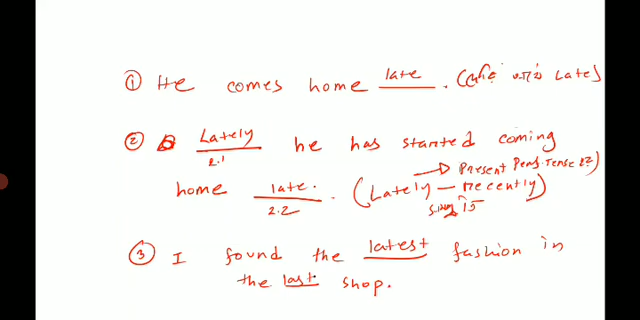 ① He comes home late. ( Late)
② Lately he has started coming
2.1
→ Present Perf. Tense
home late. (Lately – recently)
2.2
③ I found the latest fashion in
the last shop.